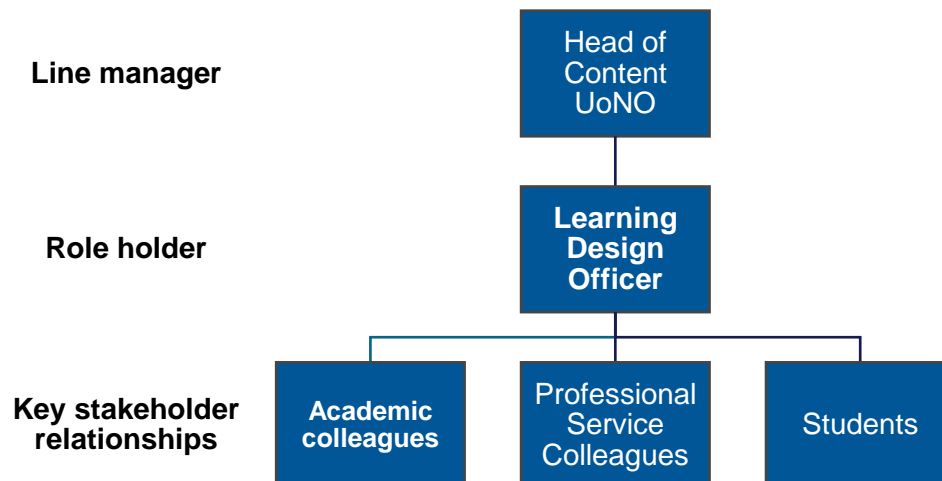 Line manager
Head of
Content
UoNO
Role holder
Learning
Design
Officer
Key stakeholder
relationships
Academic
colleagues
Professional
Service
Colleagues
Students